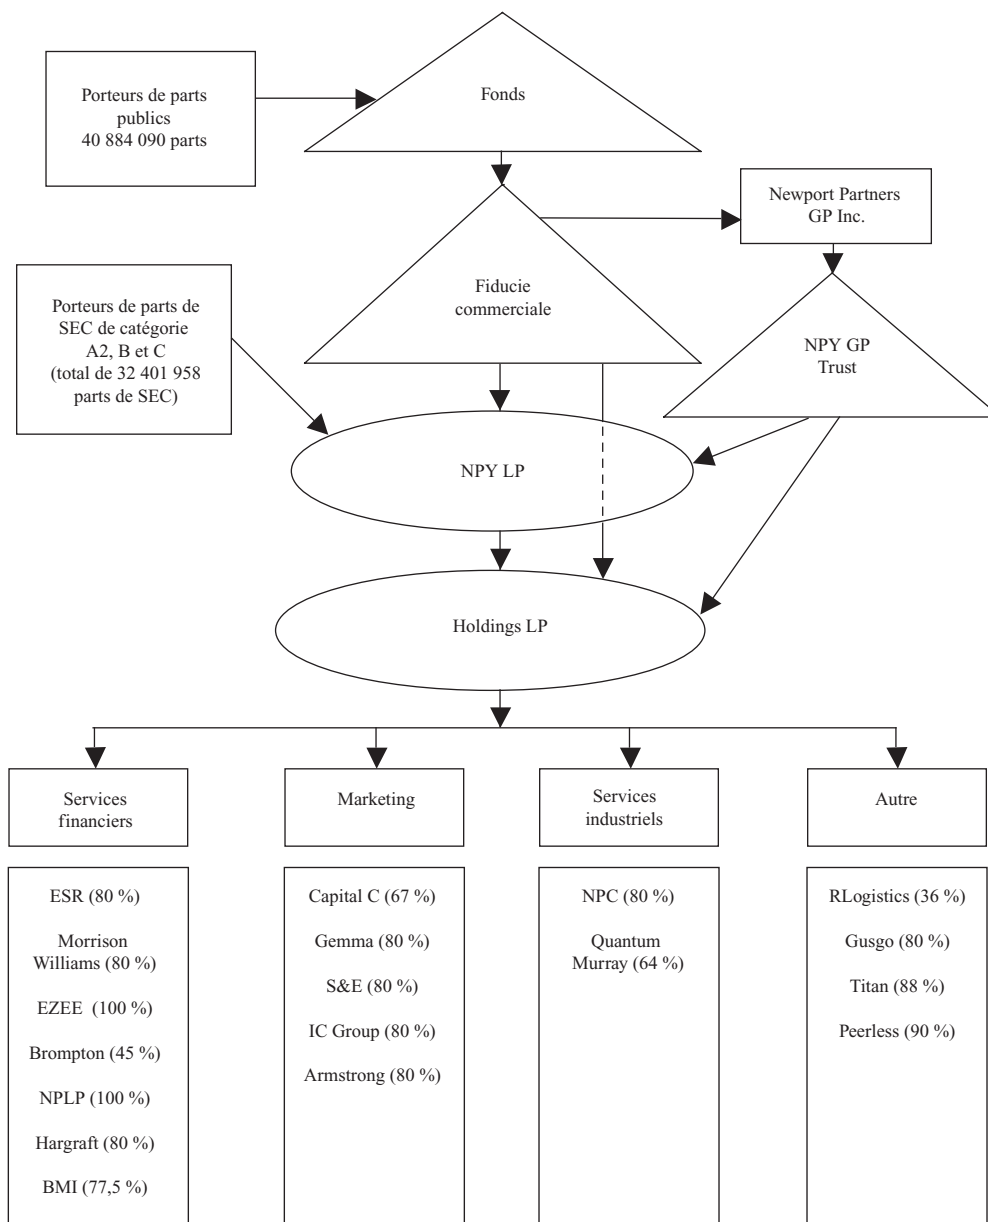 Fonds
Porteurs de parts
publics
40 884 090 parts
Newport Partners
GP Inc.
Fiducie
commerciale
Porteurs de parts de
SEC de catégorie
A2, B et C
(total de 32 401 958
parts de SEC)
NPY GP
Trust
NPY LP
Holdings LP
Services
financiers
Marketing
Services
industriels
Autre
ESR (80 %)
Morrison
Williams (80 %)
EZEE (100 %)
Brompton (45 %)
NPLP (100 %)
Hargraft (80 %)
BMI (77,5 %)
Capital C (67 %)
Gemma (80 %)
S&E (80 %)
IC Group (80 %)
Armstrong (80 %)
NPC (80 %)
Quantum
Murray (64 %)
RLogistics (36 %)
Gusgo (80 %)
Titan (88 %)
Peerless (90 %)